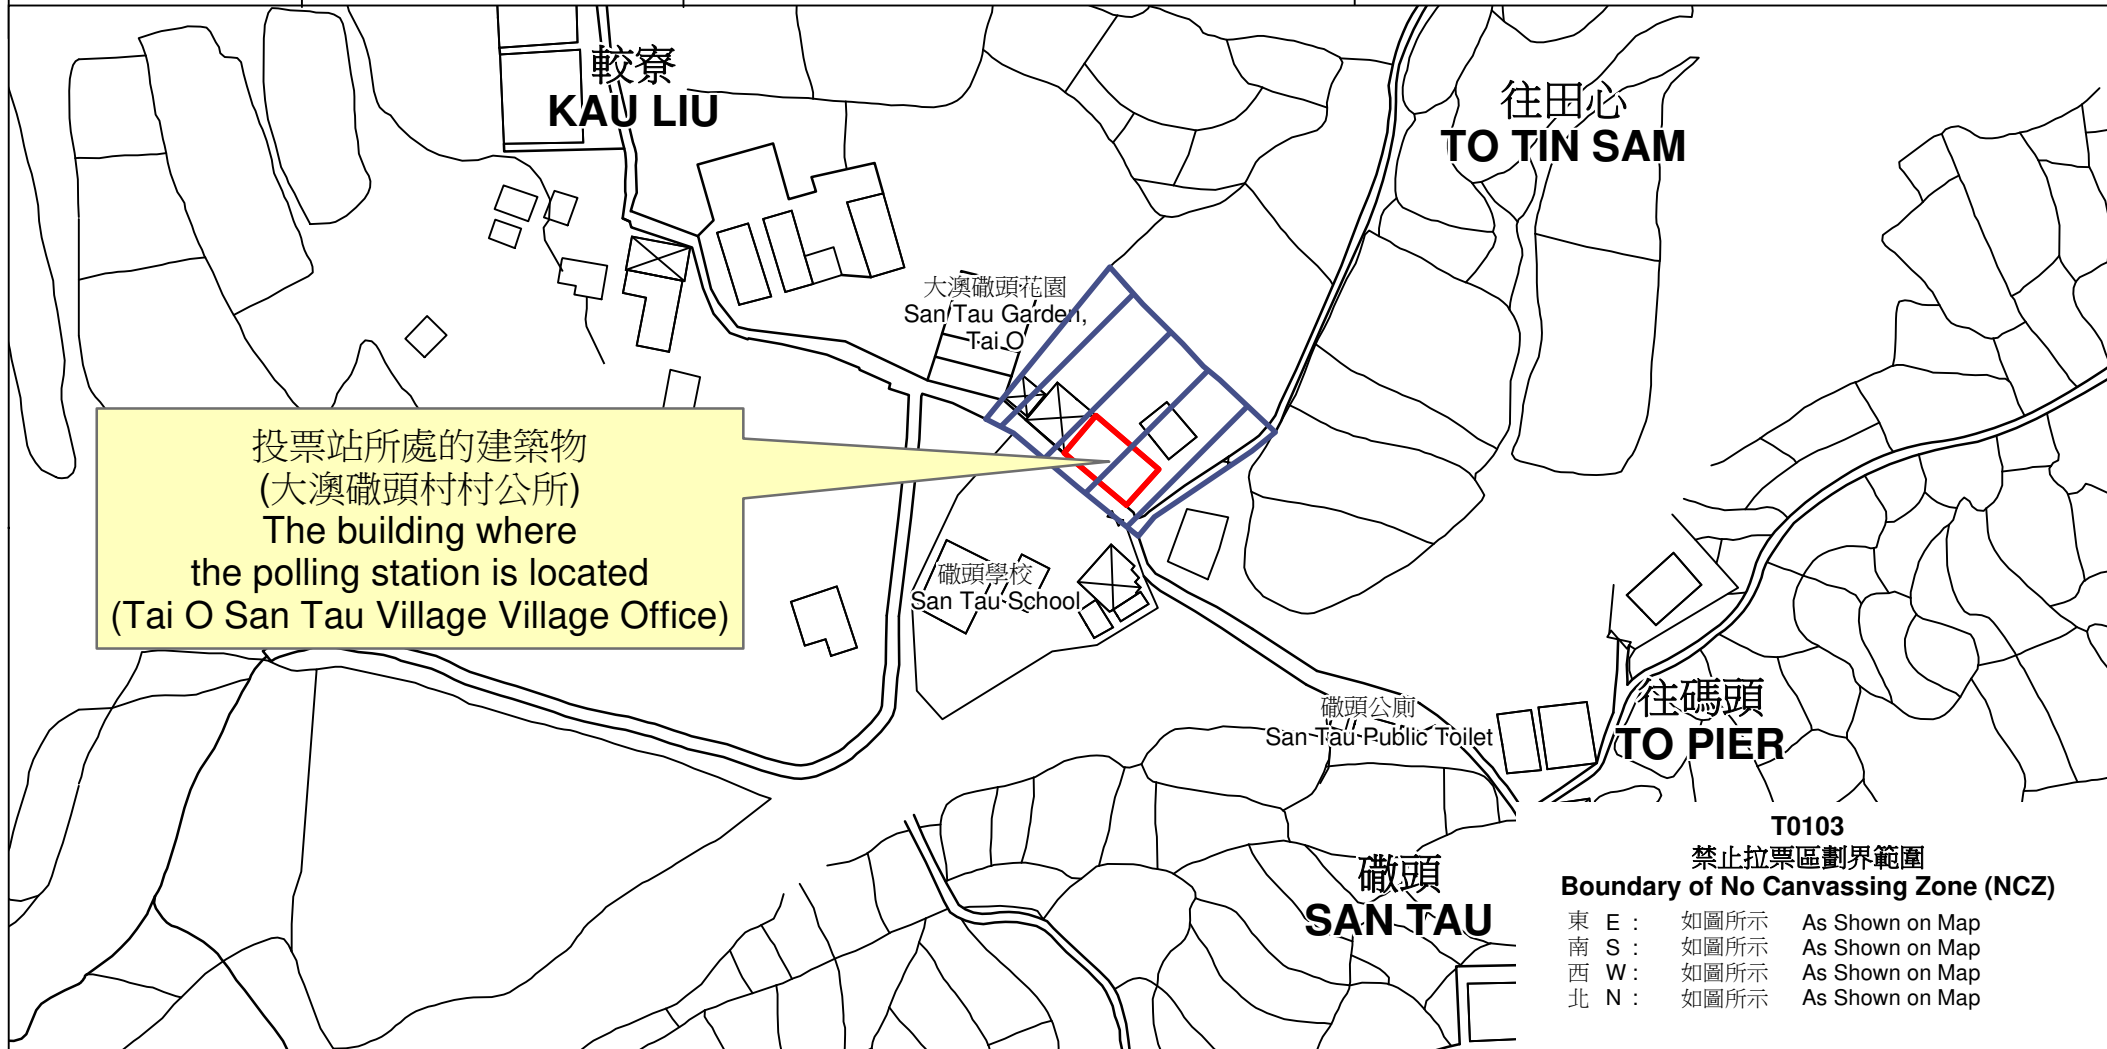 較寮
KAU LIU
往田心
TO TIN SAM
大澳䃟頭花園
San Tau Garden,
Tai O
投票站所處的建築物
(大澳䃟頭村村公所)
The building where
the polling station is located
(Tai O San Tau Village Village Office)
䃟頭學校
San Tau School
䃟頭公廁
San Tau Public Toilet
往碼頭
TO PIER
䃟頭
SAN TAU
T0103
禁止拉票區劃界範圍
Boundary of No Canvassing Zone (NCZ)
東 E : 如圖所示 As Shown on Map
南 S : 如圖所示 As Shown on Map
西 W : 如圖所示 As Shown on Map
北 N : 如圖所示 As Shown on Map